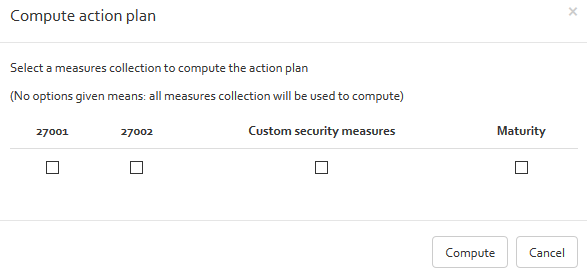 Compute action plan ×
Select a measures collection to compute the action plan
(No options given means: all measures collection will be used to compute)
27001 27002 Custom security measures Maturity
Compute Cancel